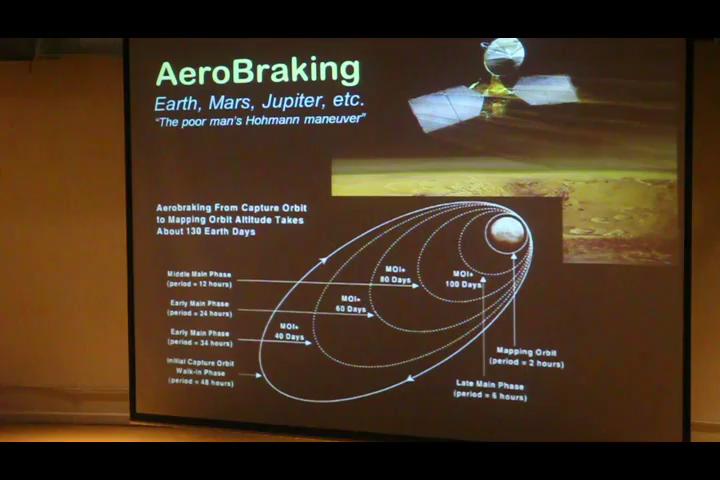 AeroBraking
Earth, Mars, Jupiter, etc.
"The poor man's Hohmann maneuver"
Aerobraking From Capture Orbit
to Mapping Orbit Altitude Takes
About 130 Earth Days
Middle Main Phase
(period = 12 hours)
Early Main Phase
(period = 24 hours)
Early Main Phase
(period = 34 hours)
Initial Capture Orbit
Walk-in Phase
(period = 48 hours)
MOI+
40 Days
MOI+
60 Days
MOI+
80 Days
MOI+
100 Days
Mapping Orbit
(period = 2 hours)
Late Main Phase
(period = 6 hours)